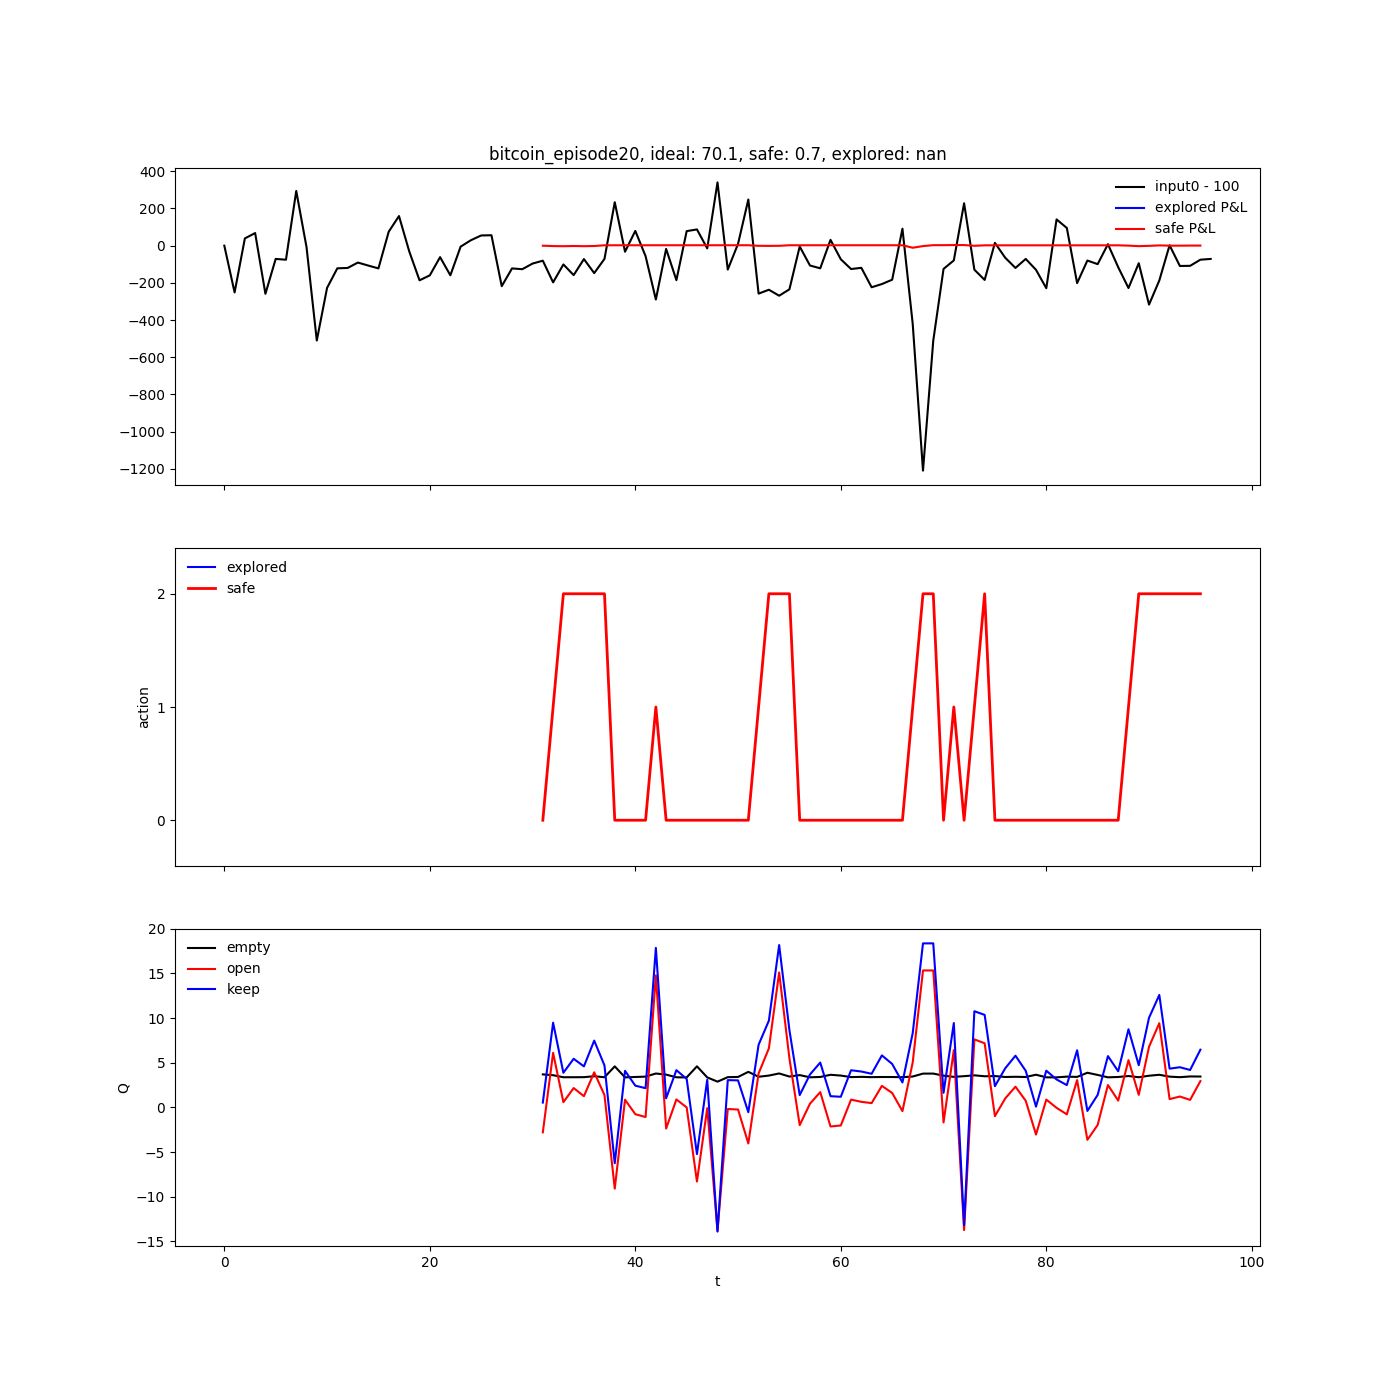 bitcoin_episode20, ideal: 70.1, safe: 0.7, explored: nan
400
200
0
−200
−400
−600
−800
−1000
−1200
input0 - 100
explored P&L
safe P&L
action
2
1
0
explored
safe
Q
20
15
10
5
0
−5
−10
−15
empty
open
keep
0 20 40 60 80 100
t